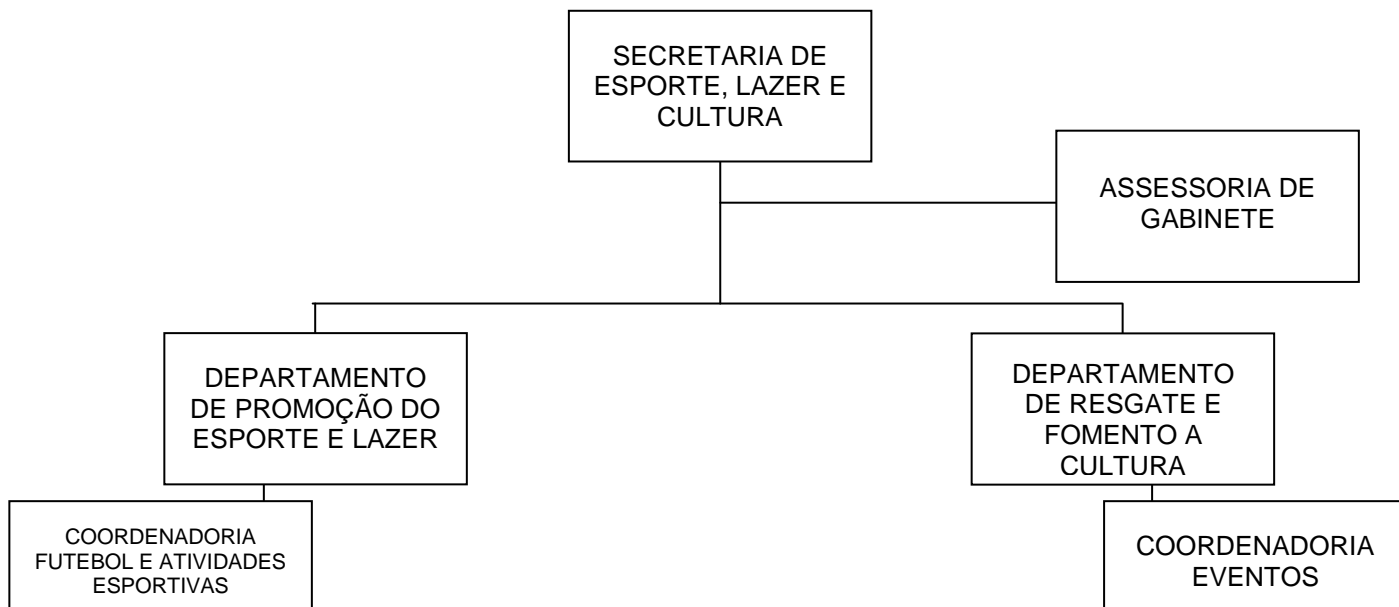 SECRETARIA DE
ESPORTE, LAZER E
CULTURA
ASSESSORIA DE
GABINETE
DEPARTAMENTO
DE PROMOÇÃO DO
ESPORTE E LAZER
DEPARTAMENTO
DE RESGATE E
FOMENTO A
CULTURA
COORDENADORIA
FUTEBOL E ATIVIDADES
ESPORTIVAS
COORDENADORIA
EVENTOS